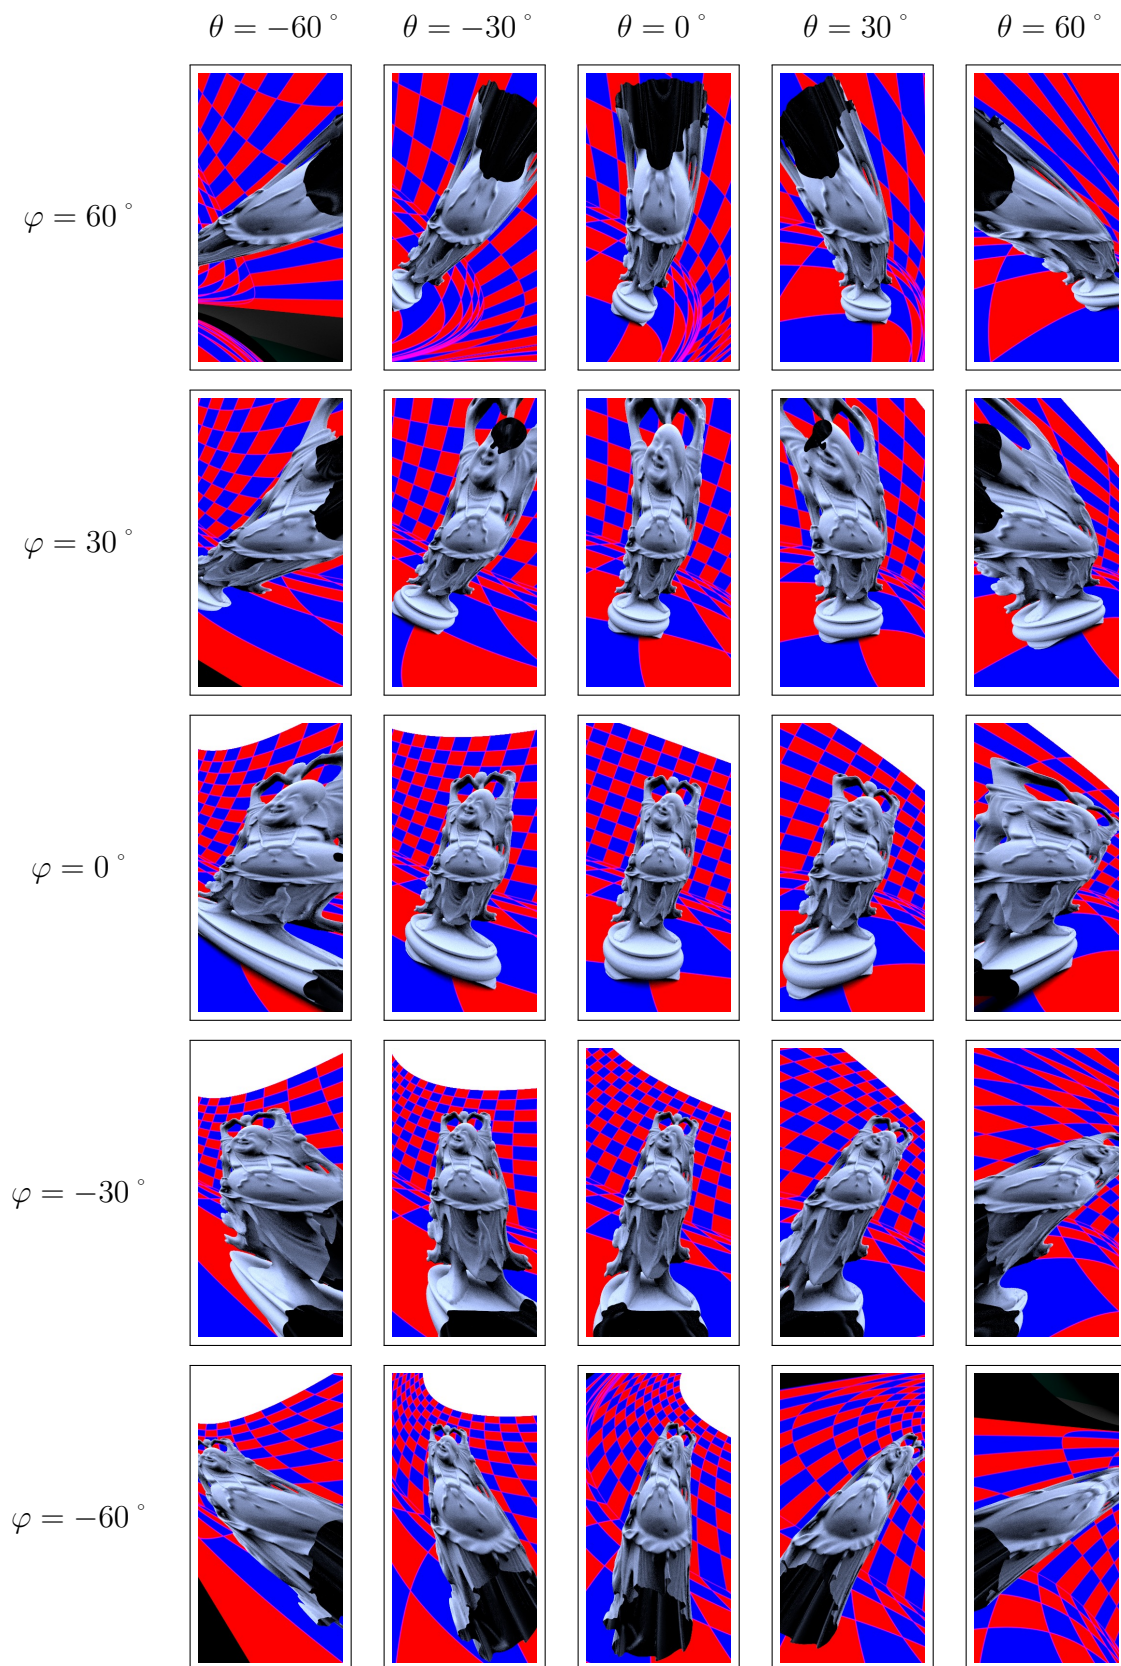 θ = −60° θ = −30° θ = 0° θ = 30° θ = 60°
φ = 60°
φ = 30°
φ = 0°
φ = −30°
φ = −60°